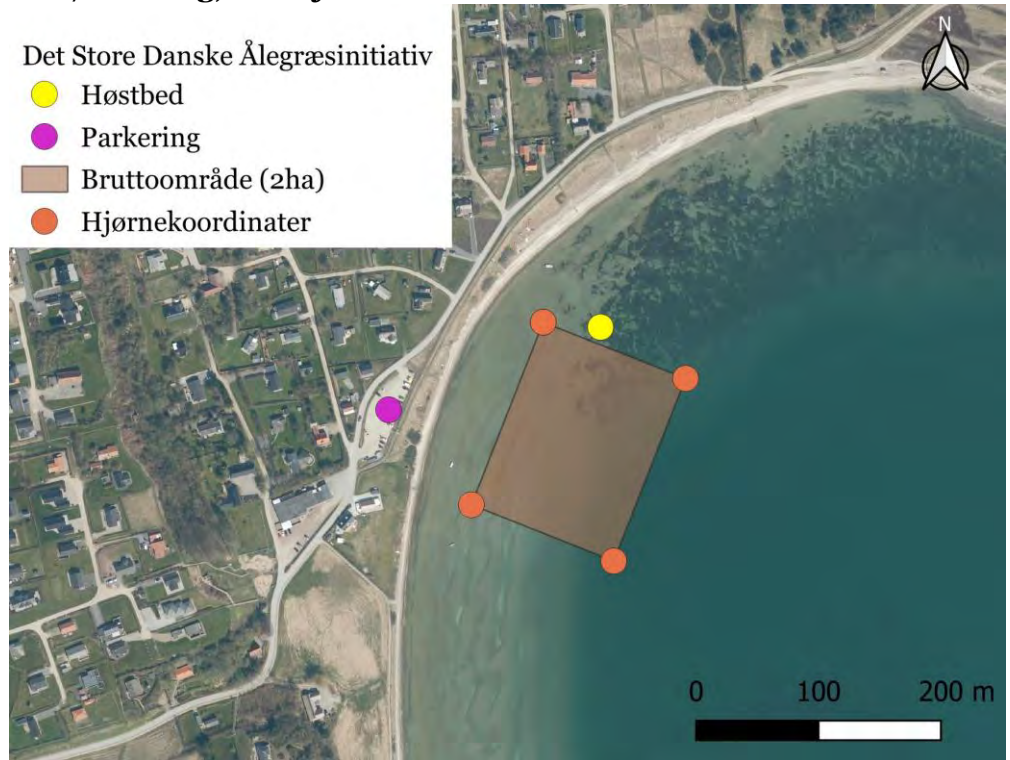 Det Store Danske Ålegræsinitiativ
Høstbed
Parkering
Bruttoområde (2ha)
Hjørnekoordinater
N
0 100 200 m